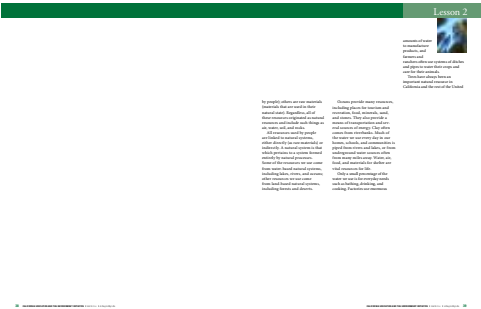 Lesson 2
by people); others are raw materials
(materials that are used in their
natural state). Regardless, all of
these resources originated as natural
resources and include such things as
air, water, soil, and rocks.
All resources used by people
are linked to natural systems,
either directly (as raw materials) or
indirectly. A natural system is that
which pertains to a system formed
entirely by natural processes.
Some of the resources we use come
from water-based natural systems,
including lakes, rivers, and oceans;
other resources we use come
from land-based natural systems,
including forests and deserts.
Oceans provide many resources,
including places for tourism and
recreation; food, minerals, sand,
and stones. They also provide a
means of transportation and sev-
eral sources of energy. Clay often
comes from riverbanks. Much of
the water we use every day in our
homes, schools, and communities is
piped from rivers and lakes, or from
underground water sources often
from many miles away. Water, air,
food, and materials for shelter are
vital resources for life.
Only a small percentage of the
water we use is for everyday needs
such as bathing, drinking, and
cooking. Factories use enormous
amounts of water
to manufacture
products, and
farmers and
ranchers often use systems of ditches
and pipes to water their crops and
care for their animals.
Trees have always been an
important natural resource in
California and the rest of the United